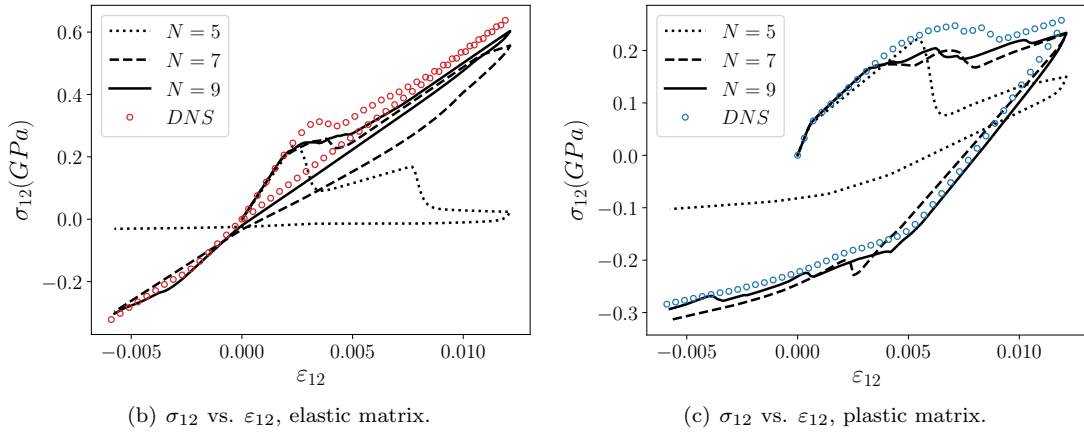 0.6
0.4
0.2
0.0
−0.2
σ12(GPa)
N = 5
N = 7
N = 9
DNS
−0.005
0.000
0.005
0.010
ε12
(b) σ12 vs. ε12, elastic matrix.
0.2
0.1
0.0
−0.1
−0.2
−0.3
σ12(GPa)
N = 5
N = 7
N = 9
DNS
−0.005
0.000
0.005
0.010
ε12
(c) σ12 vs. ε12, plastic matrix.